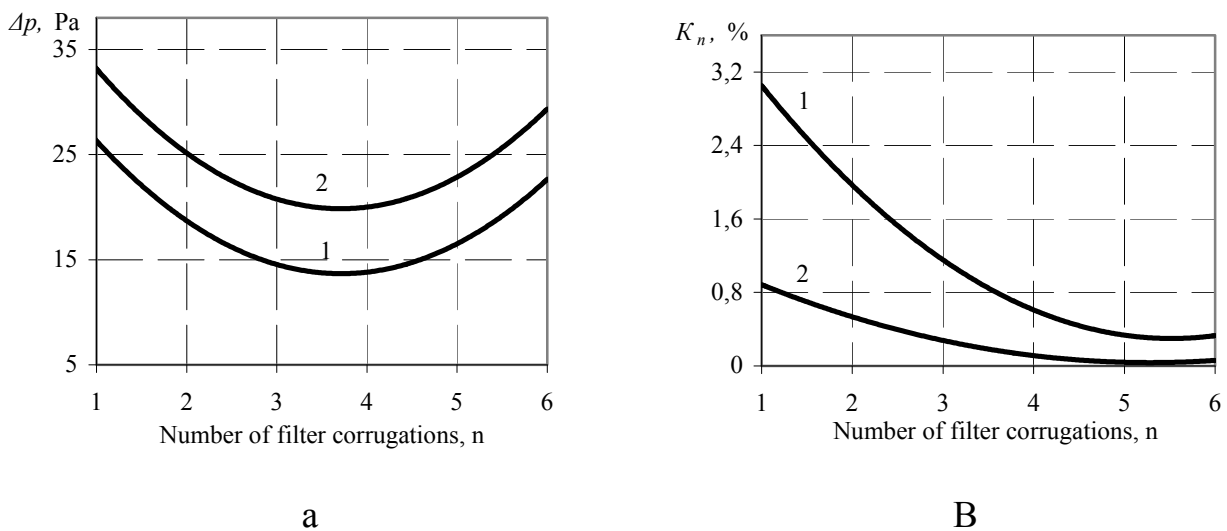 Δp, Pa
35
25
15
5
2
1
1 2 3 4 5 6
Number of filter corrugations, n
a
K n, %
3,2
2,4
1,6
0,8
0
1
2
1 2 3 4 5 6
Number of filter corrugations, n
B